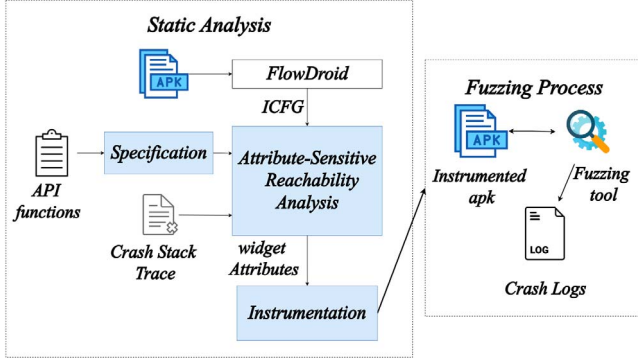 Static Analysis
APK
FlowDroid
ICFG
API
functions
Specification
Attribute-Sensitive
Reachability
Analysis
Crash Stack
Trace
widget
Attributes
Instrumentation
Fuzzing Process
APK
Instrumented
apk
Fuzzing
tool
LOG
Crash Logs